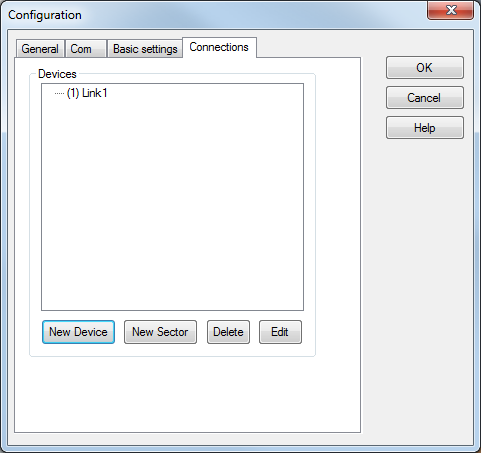 Configuration
General Com Basic settings Connections
Devices
(1) Link1
New Device New Sector Delete Edit
OK
Cancel
Help